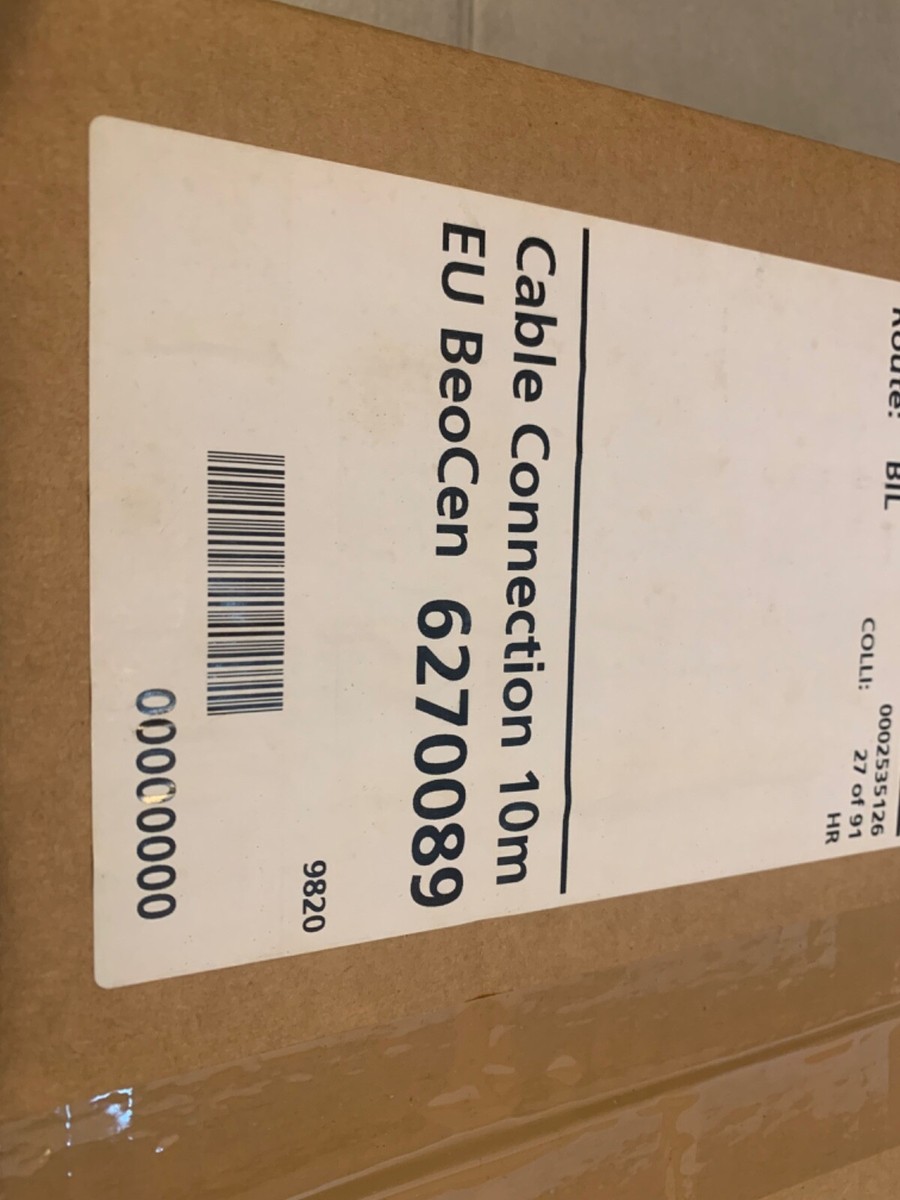 Route: BIL
0002535126
COLLI: 27 of 91
HR
Cable Connection 10m
EU BeoCen 6270089
9820
00000000